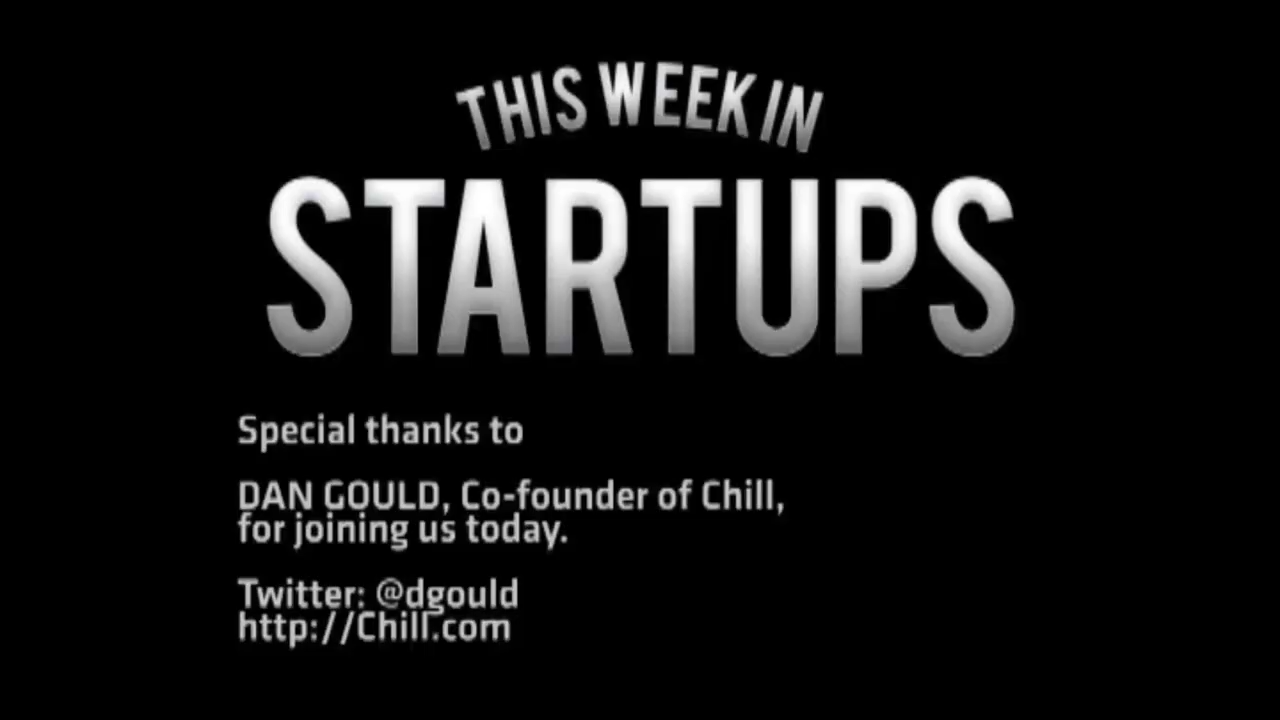 THIS WEEK IN
STARTUPS
Special thanks to
DAN GOULD, Co-founder of Chill,
for joining us today.
Twitter: @dgould
http://Chill.com